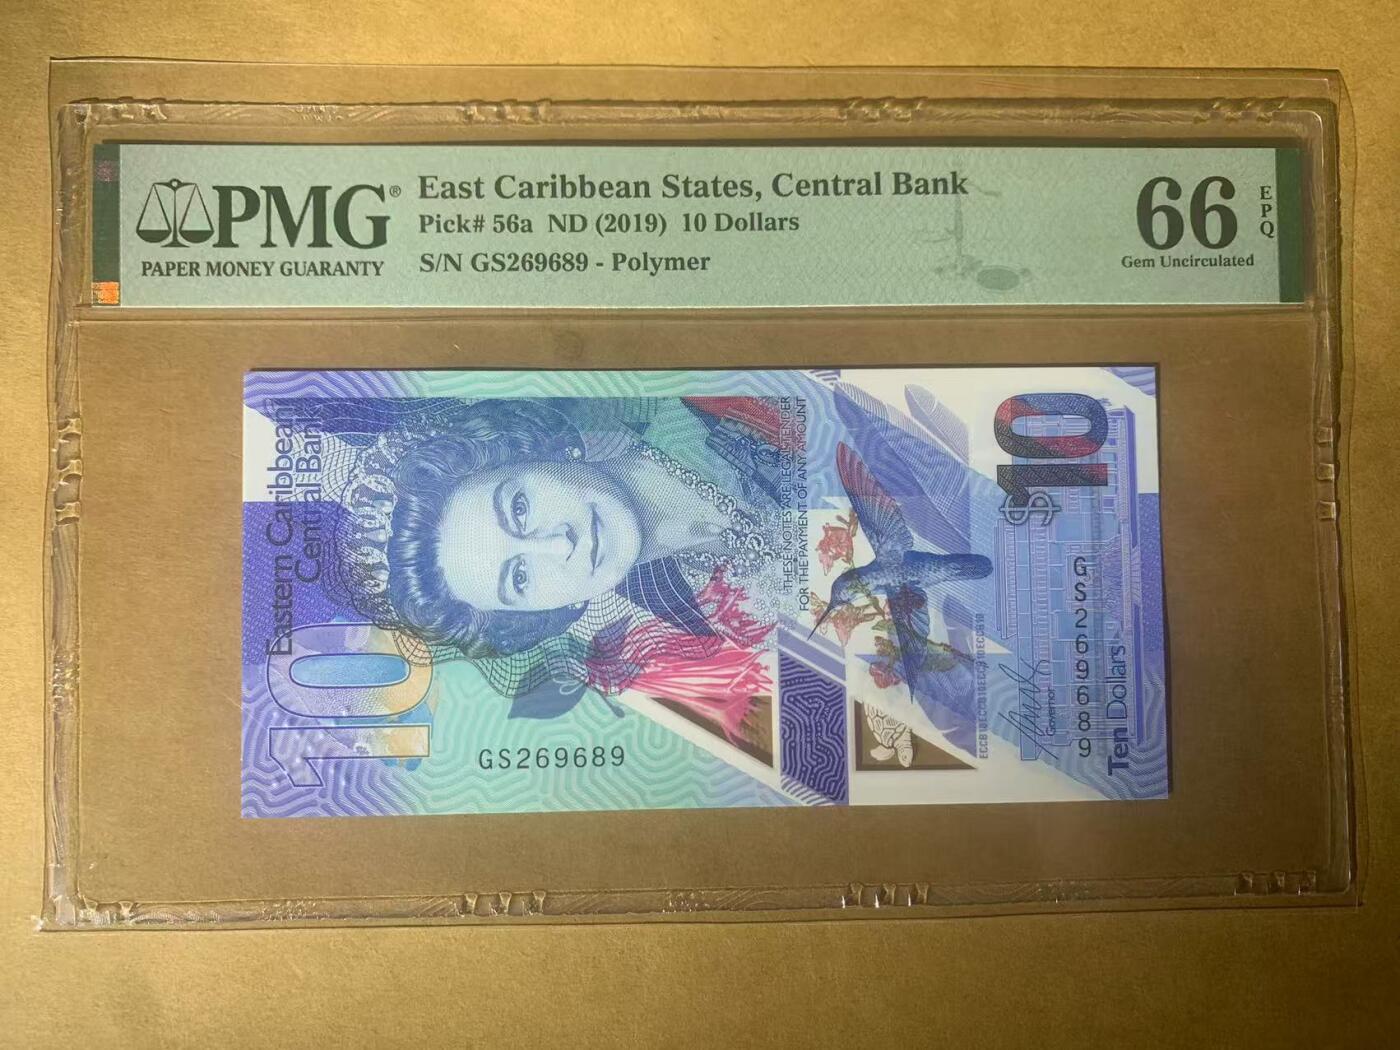 PMG®
PAPER MONEY GUARANTY
East Caribbean States, Central Bank
Pick# 56a ND (2019) 10 Dollars
S/N GS269689 - Polymer
66
EPQ
Gem Uncirculated
Eastern Caribbean
Central Bank
10
GS269689
THESE NOTES ARE LEGAL TENDER
FOR THE PAYMENT OF ANY AMOUNT
$10
GS269689
Governor
Ten Dollars